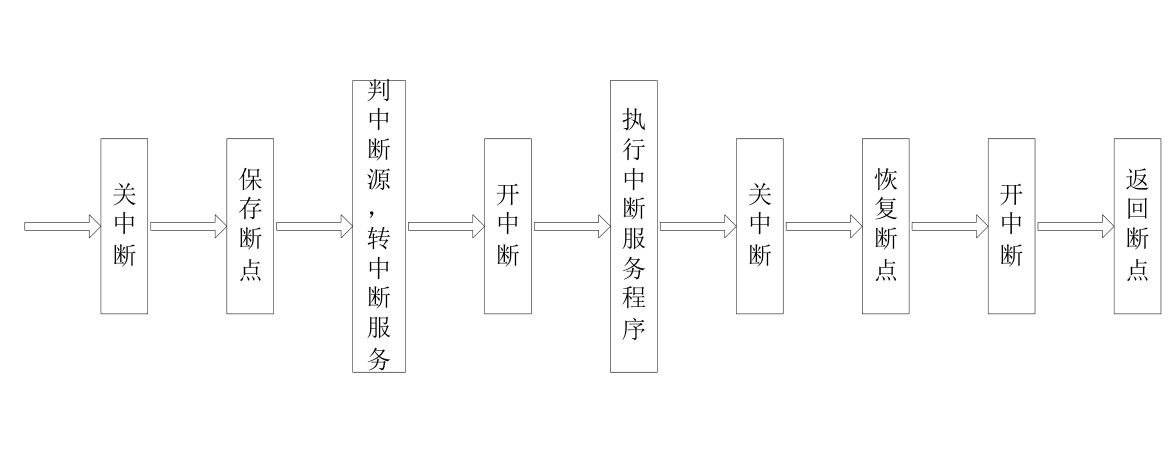 关中断
保存断点
判中断源，转中断服务
开中断
执行中断服务程序
关中断
恢复断点
开中断
返回断点